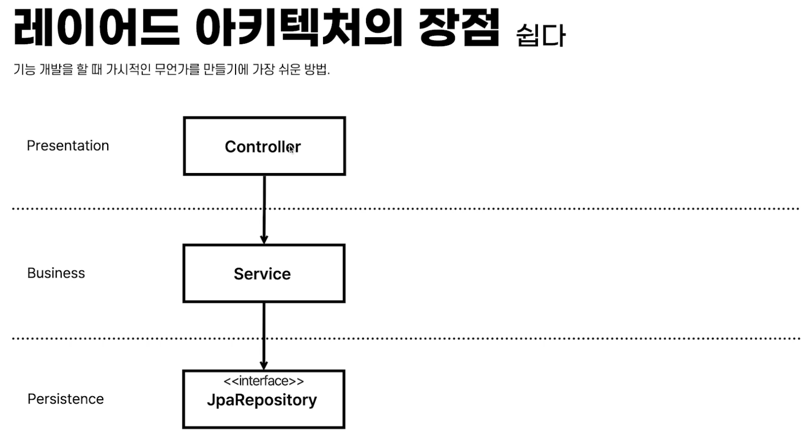 레이어드 아키텍처의 장점 쉽다
기능 개발을 할 때 가시적인 무언가를 만들기에 가장 쉬운 방법.
Presentation
Controller
Business
Service
Persistence
<<interface>>
JpaRepository